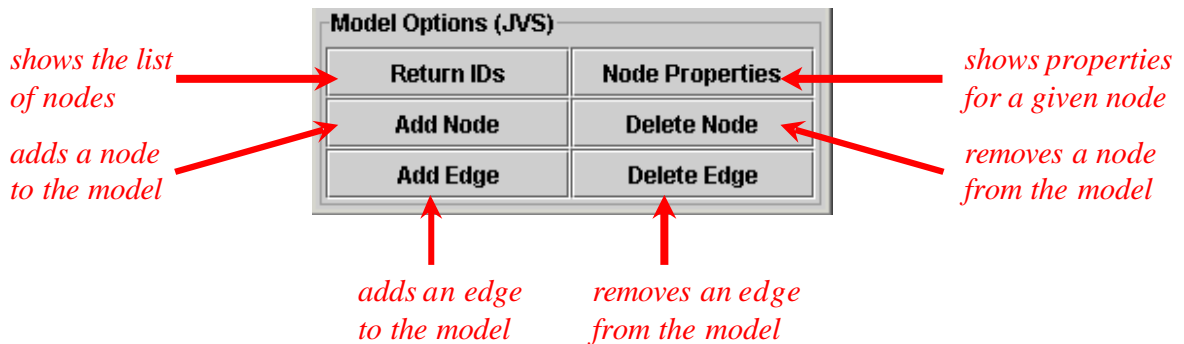 Model Options (JVS)
shows the list
of nodes
Return IDs
Node Properties
shows properties
for a given node
adds a node
to the model
Add Node
Delete Node
removes a node
from the model
Add Edge
Delete Edge
adds an edge
to the model
removes an edge
from the model